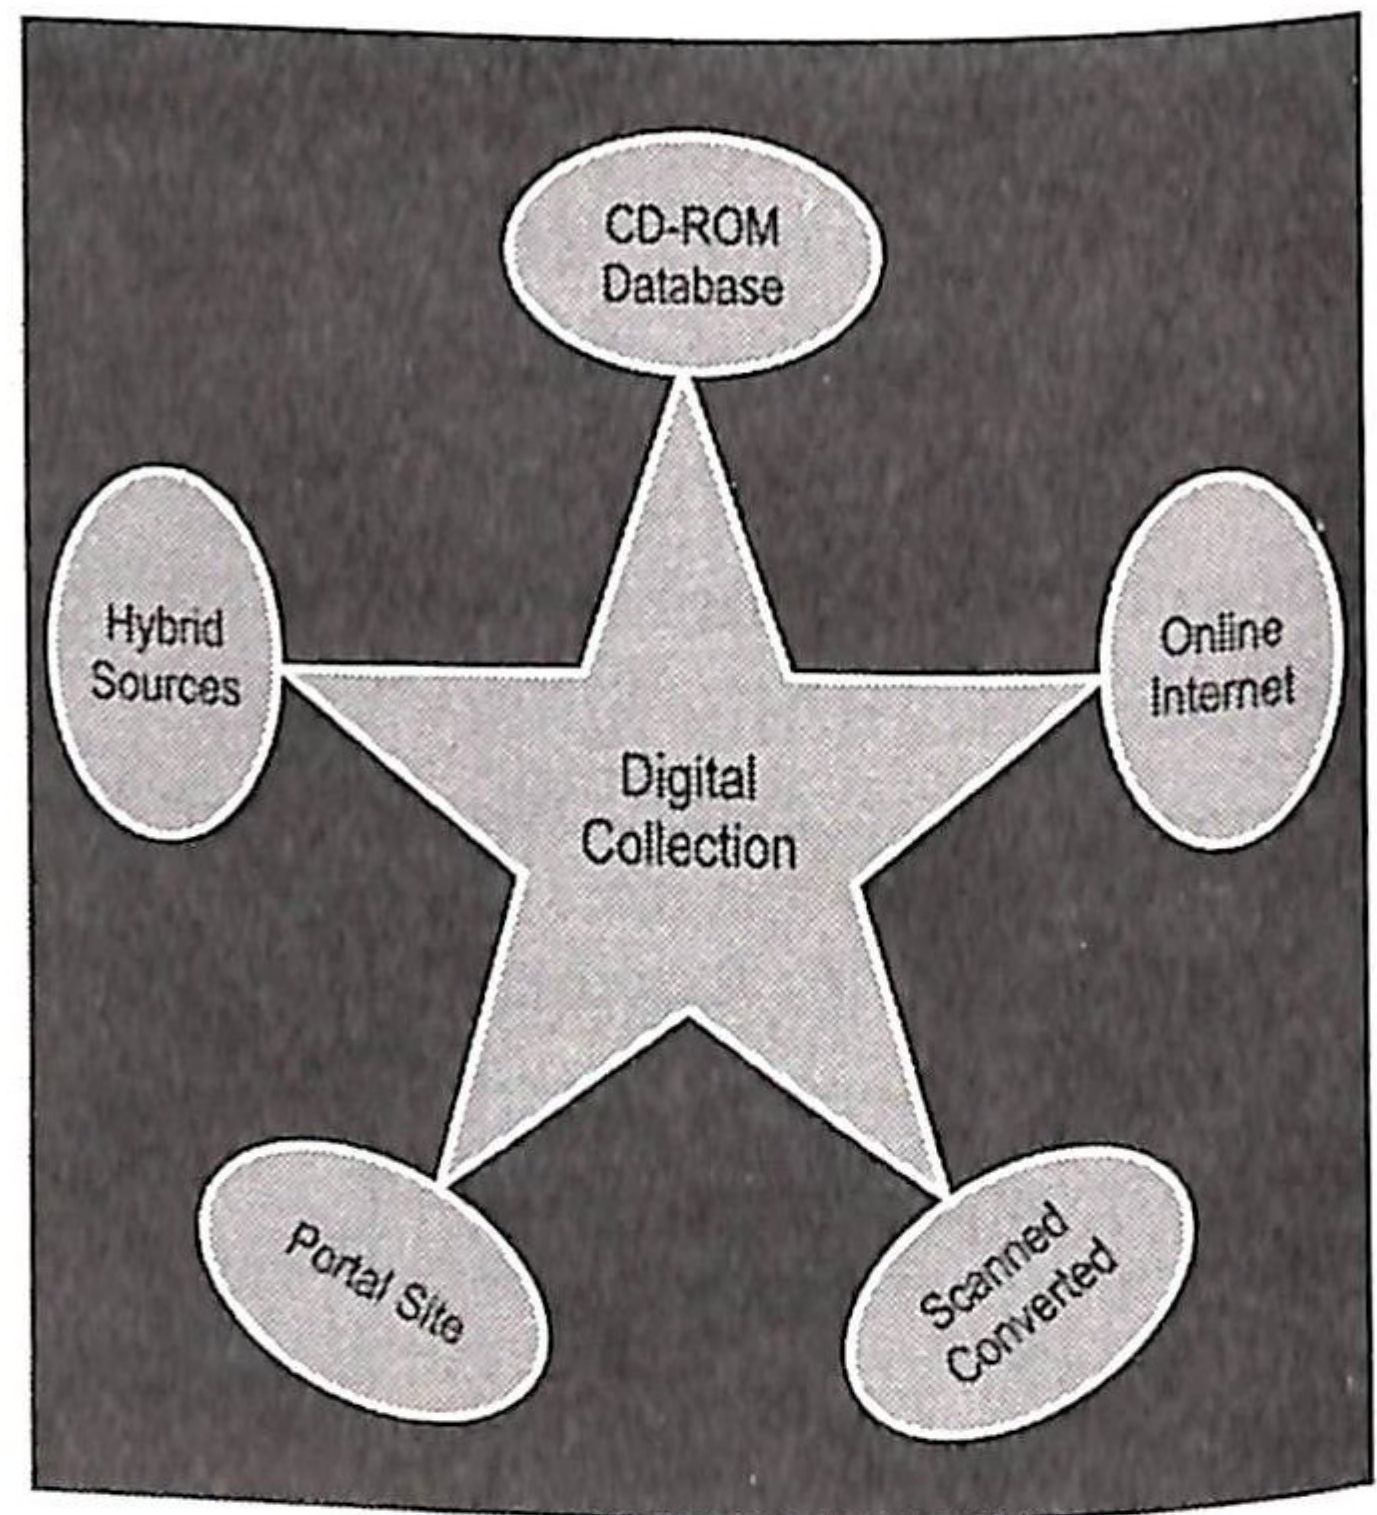 CD-ROM
Database
Hybrid
Sources
Online
Internet
Digital
Collection
Portal Site
Scanned
Converted